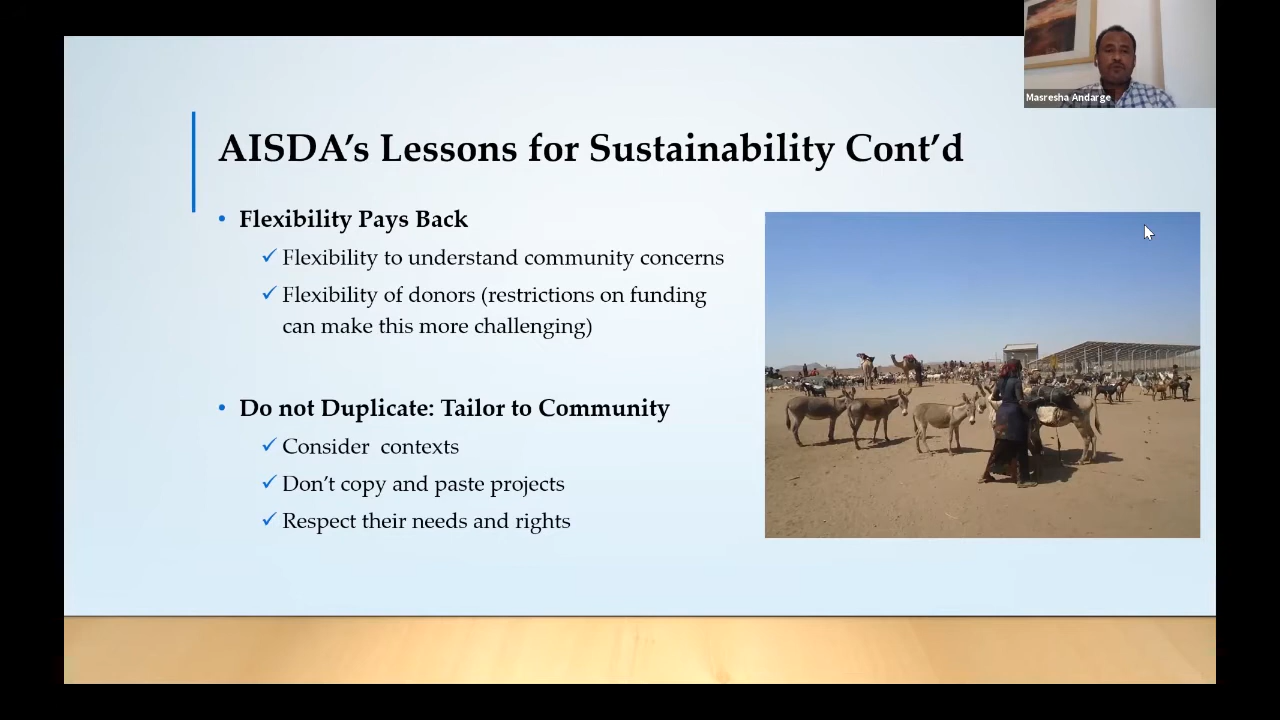 Masresha Andarge
AISDA’s Lessons for Sustainability Cont’d
• Flexibility Pays Back
✓ Flexibility to understand community concerns
✓ Flexibility of donors (restrictions on funding
can make this more challenging)
• Do not Duplicate: Tailor to Community
✓ Consider  contexts
✓ Don’t copy and paste projects
✓ Respect their needs and rights